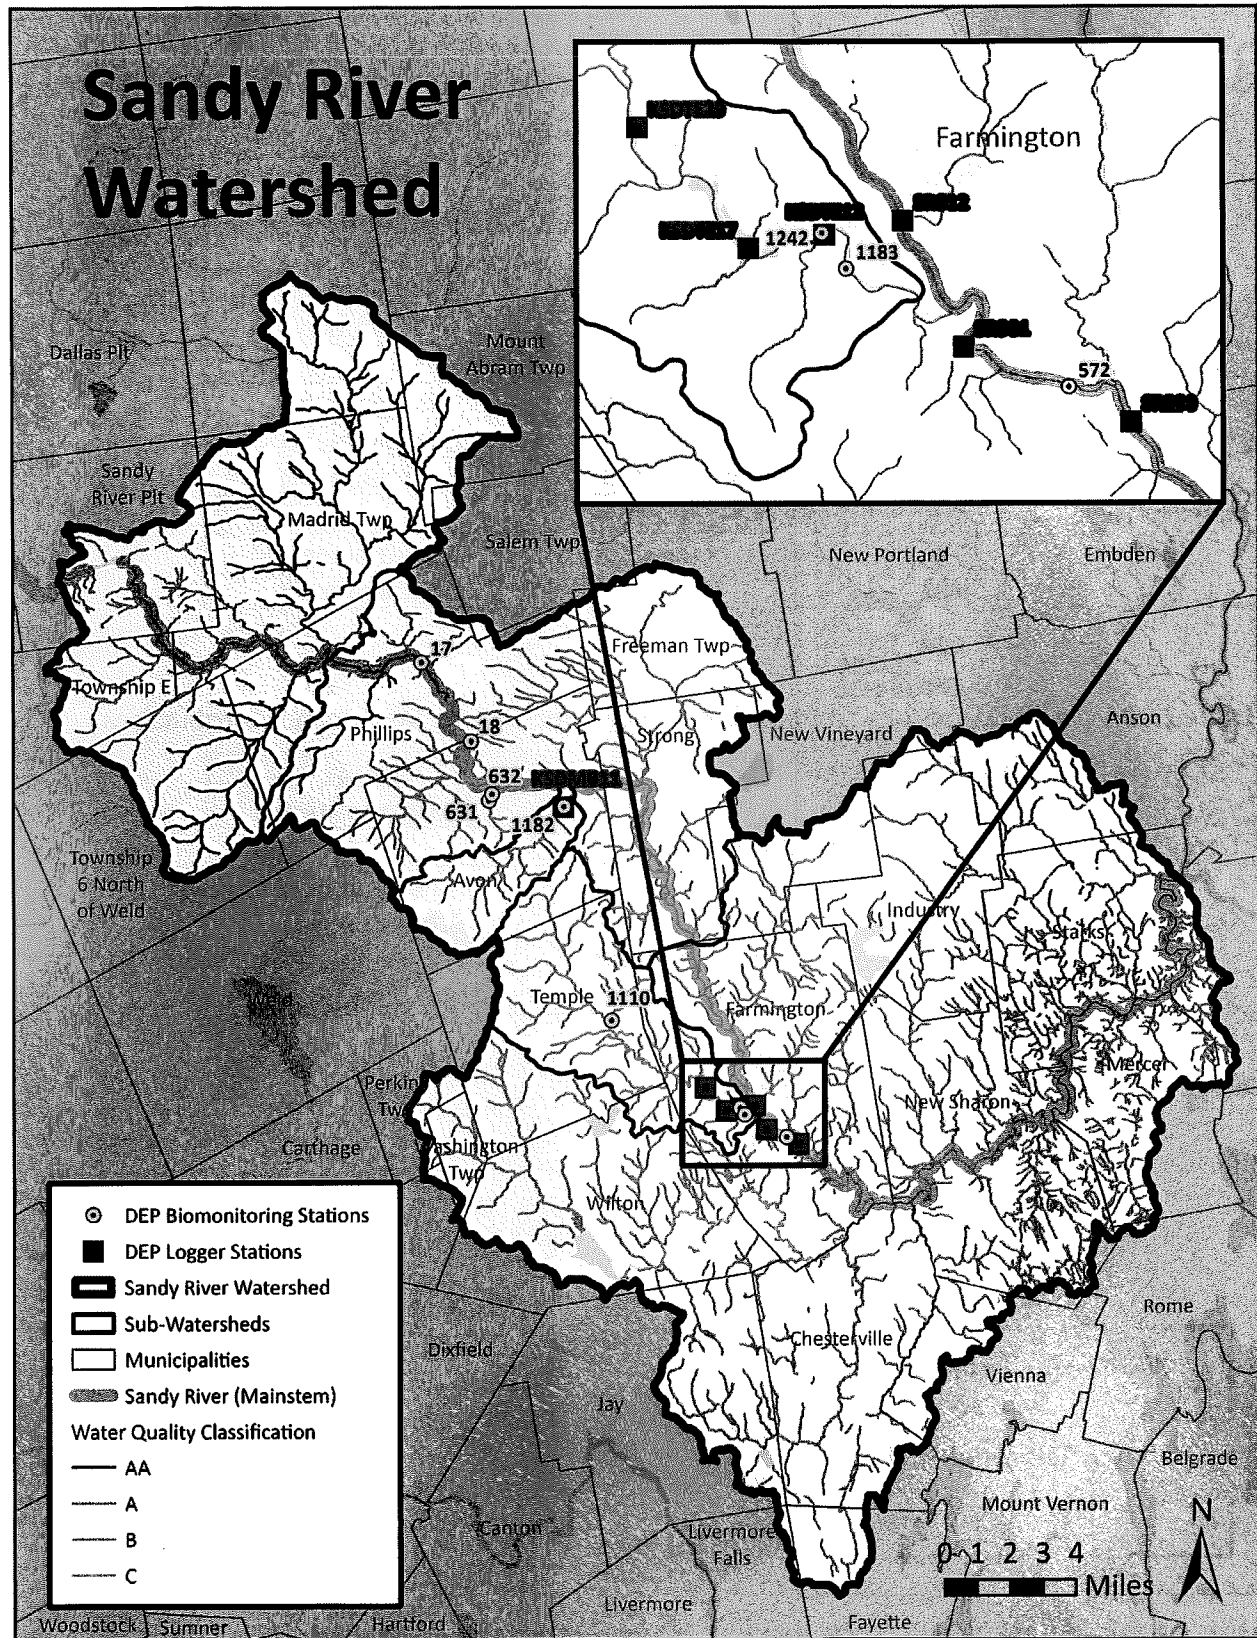 Sandy River
Watershed
Farmington
1242
1183
572
Dallas Plt
Mount
Abram Twp
Sandy
River Plt
Madrid Twp
Salem Twp
New Portland
Embden
17
Freeman Twp
Township E
Phillips
18
Strong
New Vineyard
Anson
632
631
1182
Township
6 North
of Weld
Avon
Industry
Starks
Weld
Temple
1110
Farmington
Mercer
Perkins
Twp
New Sharon
Carthage
Washington
Twp
Wilton
DEP Biomonitoring Stations
DEP Logger Stations
Sandy River Watershed
Sub-Watersheds
Municipalities
Sandy River (Mainstem)
Water Quality Classification
AA
A
B
C
Rome
Dixfield
Chesterville
Vienna
Jay
Belgrade
Mount Vernon
N
Canton
Livermore
Falls
0 1 2 3 4
Miles
Livermore
Fayette
Woodstock
Sumner
Hartford